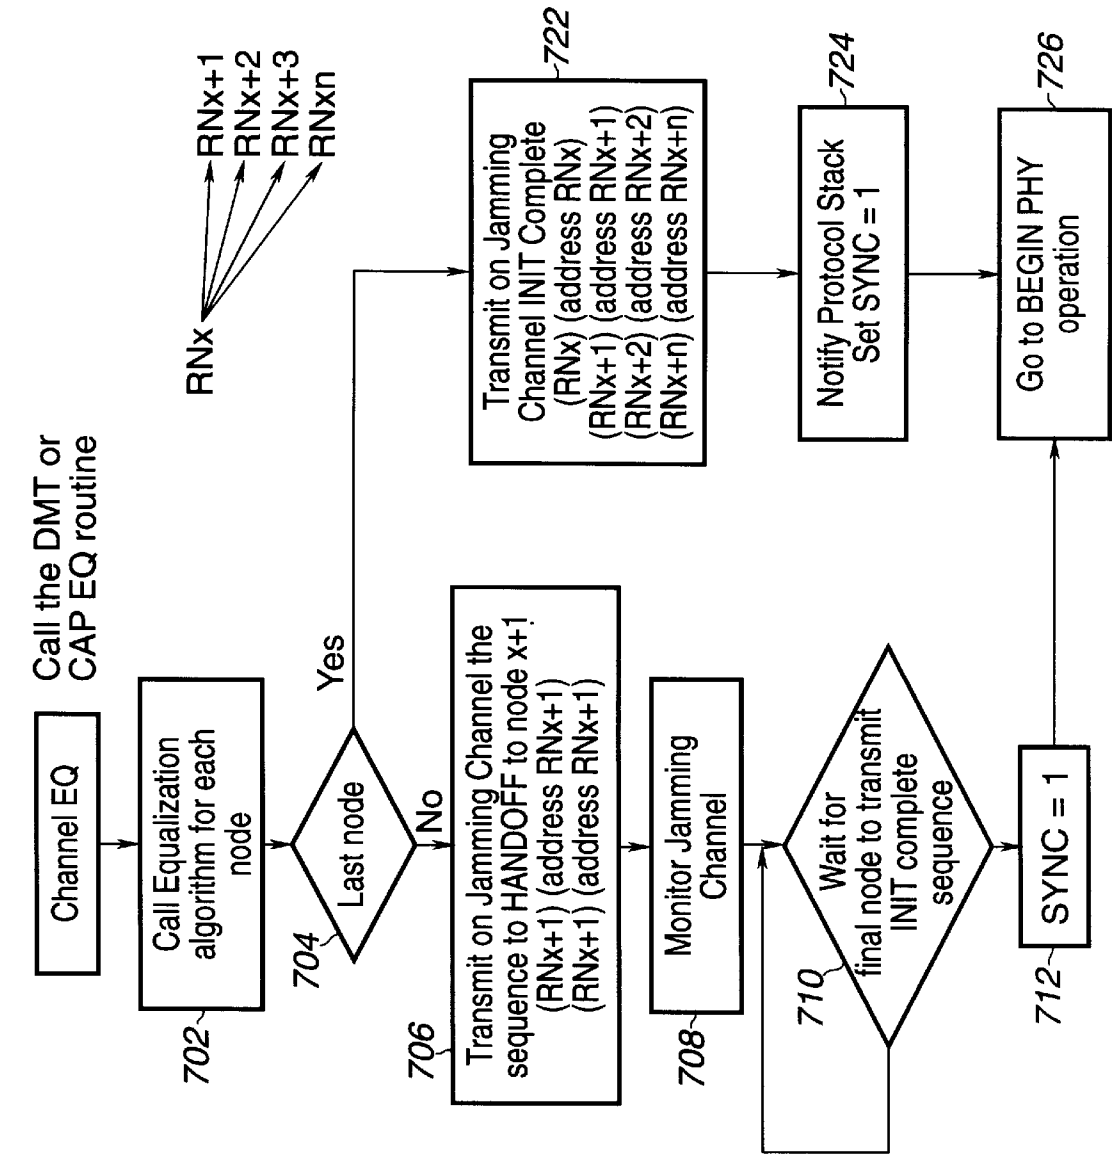 Call the DMT or
CAP EQ routine
Channel EQ
Call Equalization
algorithm for each
node
702
Last node
704
Yes
No
Transmit on Jamming Channel the
sequence to HANDOFF to node x+1
(RNx+1) (address RNx+1)
(RNx+1) (address RNx+1)
706
Monitor Jamming
Channel
708
Wait for
final node to transmit
INIT complete
sequence
710
SYNC = 1
712
RNx
RNx+1
RNx+2
RNx+3
RNxn
Transmit on Jamming
Channel INIT Complete
(RNx) (address RNx)
(RNx+1) (address RNx+1)
(RNx+2) (address RNx+2)
(RNx+n) (address RNx+n)
722
Notify Protocol Stack
Set SYNC = 1
724
Go to BEGIN PHY
operation
726